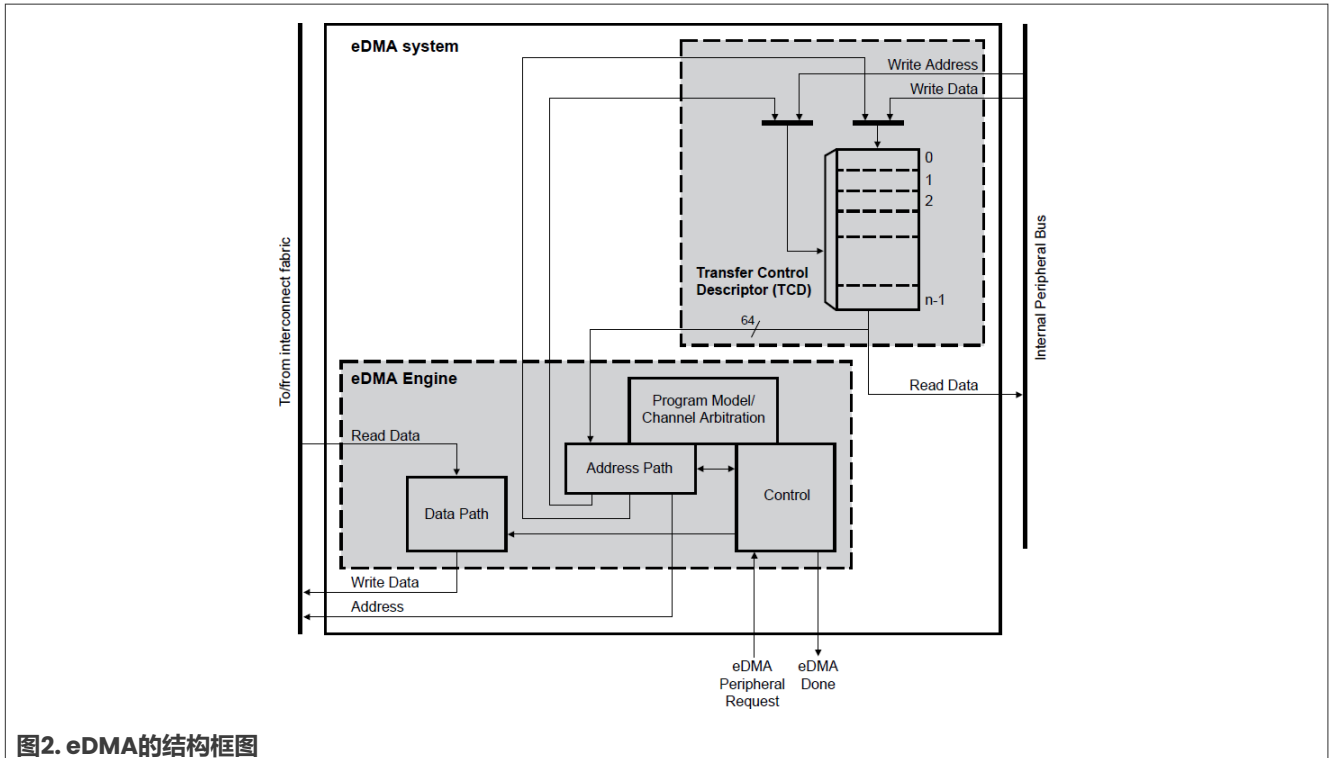 eDMA system
Write Address
Write Data
0
1
2
n-1
Transfer Control
Descriptor (TCD)
64
Read Data
To/from interconnect fabric
Internal Peripheral Bus
eDMA Engine
Program Model/
Channel Arbitration
Read Data
Address Path
Control
Data Path
Write Data
Address
eDMA
Peripheral
Request
eDMA
Done
图2. eDMA的结构框图